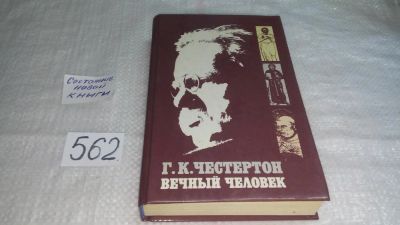 Состояние
новой
книги
562
Г. К. ЧЕСТЕРТОН
ВЕЧНЫЙ ЧЕЛОВЕК